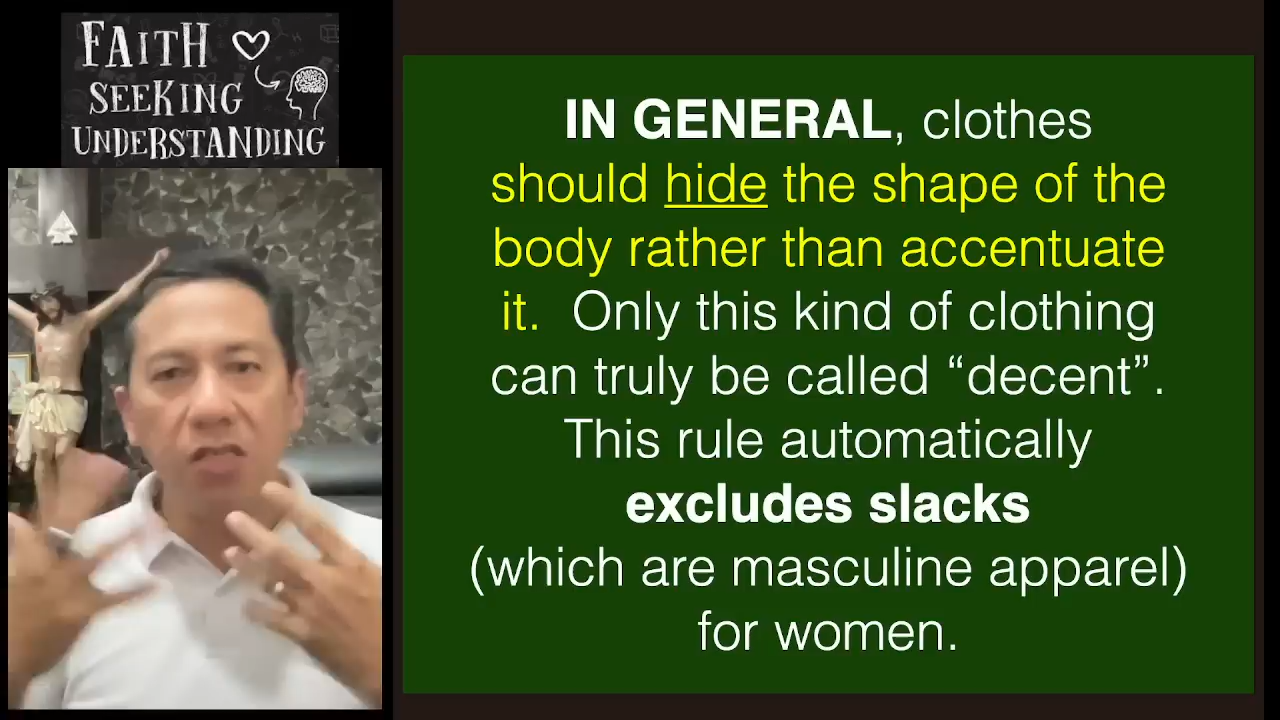 FAITH
SEEKING
UNDERSTANDING
IN GENERAL, clothes
should hide the shape of the
body rather than accentuate
it. Only this kind of clothing
can truly be called “decent”.
This rule automatically
excludes slacks
(which are masculine apparel)
for women.